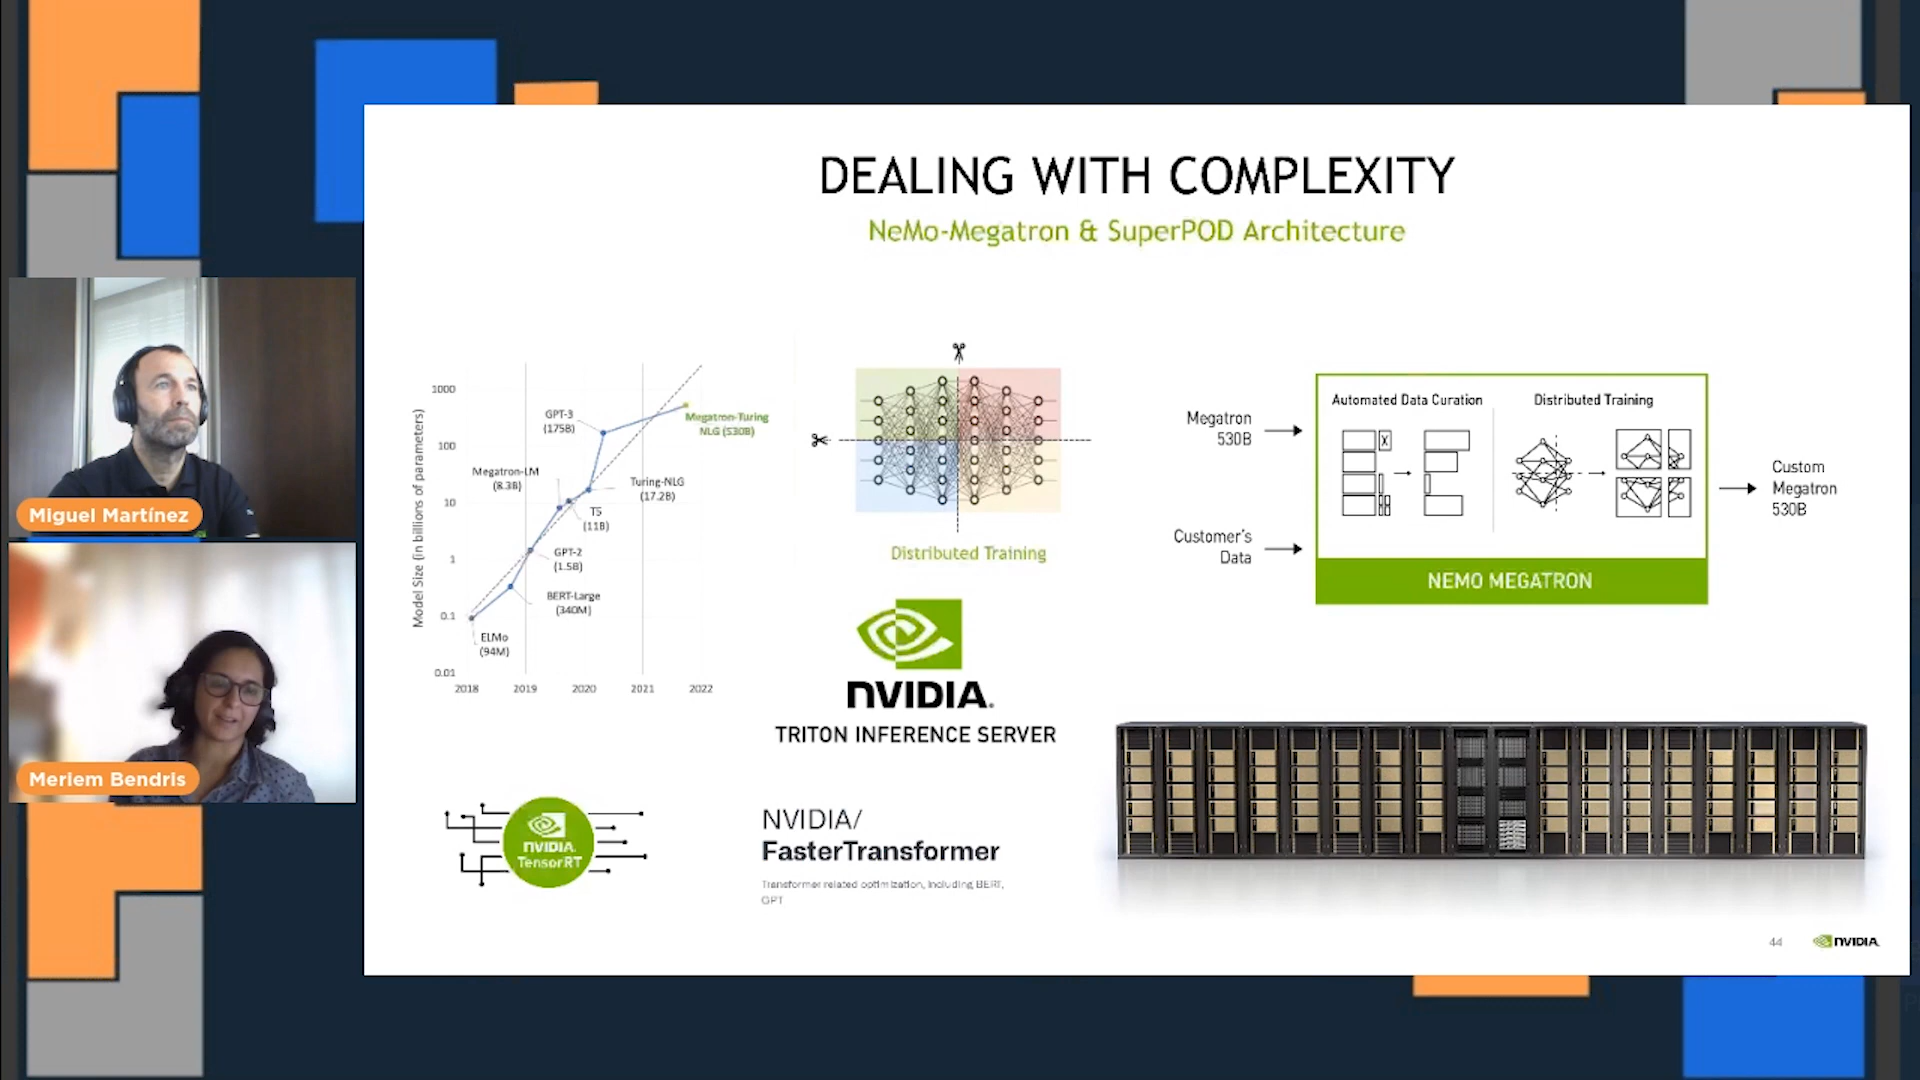 DEALING WITH COMPLEXITY
NeMo-Megatron & SuperPOD Architecture
Miguel Martínez
Meriem Bendris
Model Size (in billions of parameters)
1000
100
10
1
0.1
0.01
2018
2019
2020
2021
2022
GPT-3
(175B)
Megatron-Turing
NLG (530B)
Megatron-LM
(8.3B)
Turing-NLG
(17.2B)
T5
(11B)
GPT-2
(1.5B)
BERT-Large
(340M)
ELMo
(94M)
Distributed Training
NVIDIA.
TRITON INFERENCE SERVER
NVIDIA.
TensorRT
NVIDIA/
FasterTransformer
Transformer related optimization, including BERT,
GPT
Megatron
530B
Customer's
Data
Automated Data Curation
Distributed Training
X
NEMO MEGATRON
Custom
Megatron
530B
44
NVIDIA.